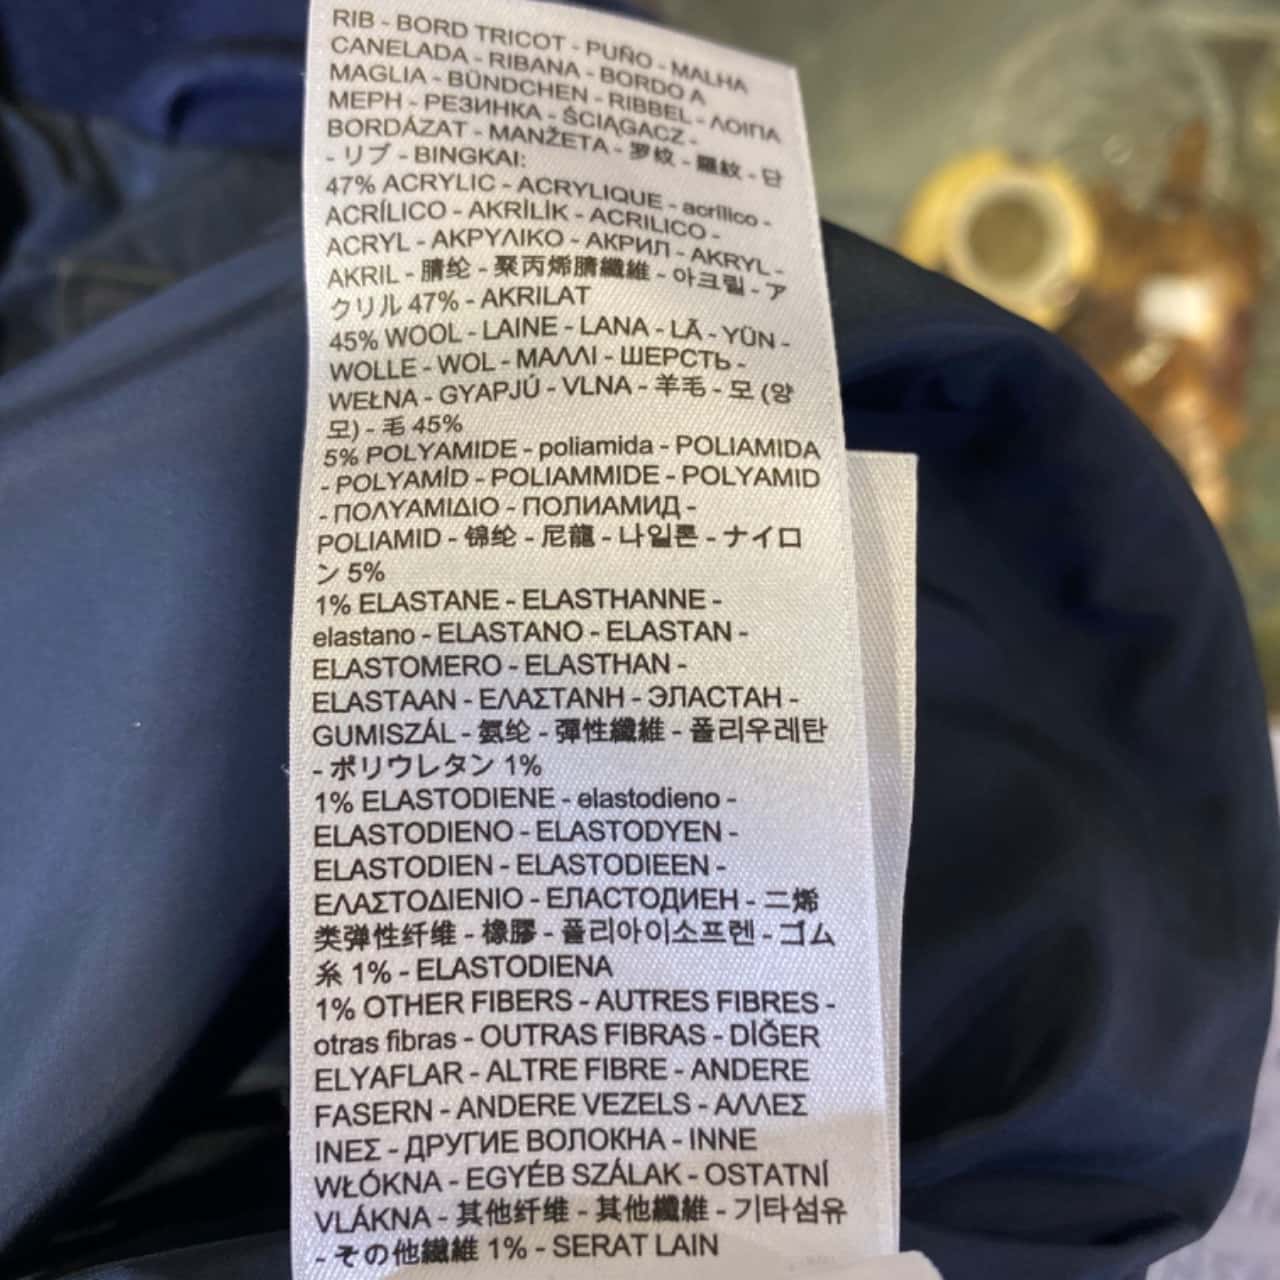 RIB - BORD TRICOT - PUÑO - MALHA
CANELADA - RIBANA - BORDO A
MAGLIA - BÜNDCHEN - RIBBEL - ΛΟΙΠΑ
ΜΕΡΗ - РЕЗИНКА - ŚCIĄGACZ -
BORDÁZAT - MANŽETA - 罗纹 - 羅紋 - 단
- リブ - BINGKAI:
47% ACRYLIC - ACRYLIQUE - acrílico -
ACRÍLICO - AKRİLİK - ACRILICO -
ACRYL - ΑΚΡΥΛΙΚΟ - АКРИЛ - AKRYL -
AKRIL - 腈纶 - 聚丙烯腈纖維 - 아크릴 - ア
クリル 47% - AKRILAT
45% WOOL - LAINE - LANA - LÃ - YÜN -
WOLLE - WOL - ΜΑΛΛΙ - ШЕРСТЬ -
WEŁNA - GYAPJÚ - VLNA - 羊毛 - 모 (양
모) - 毛 45%
5% POLYAMIDE - poliamida - POLIAMIDA
- POLYAMİD - POLIAMMIDE - POLYAMID
- ΠΟΛΥΑΜΙΔΙΟ - ПОЛИАМИД -
POLIAMID - 锦纶 - 尼龍 - 나일론 - ナイロ
ン 5%
1% ELASTANE - ELASTHANNE -
elastano - ELASTANO - ELASTAN -
ELASTOMERO - ELASTHAN -
ELASTAAN - ΕΛΑΣΤΑΝΗ - ЭЛАСТАН -
GUMISZÁL - 氨纶 - 彈性纖維 - 폴리우레탄
- ポリウレタン 1%
1% ELASTODIENE - elastodieno -
ELASTODIENO - ELASTODYEN -
ELASTODIEN - ELASTODIEEN -
ΕΛΑΣΤΟΔΙΕΝΙΟ - ЕЛАСТОДИЕН - 二烯
类弹性纤维 - 橡膠 - 폴리아이소프렌 - ゴム
糸 1% - ELASTODIENA
1% OTHER FIBERS - AUTRES FIBRES -
otras fibras - OUTRAS FIBRAS - DİĞER
ELYAFLAR - ALTRE FIBRE - ANDERE
FASERN - ANDERE VEZELS - ΑΛΛΕΣ
ΙΝΕΣ - ДРУГИЕ ВОЛОКНА - INNE
WŁÓKNA - EGYÉB SZÁLAK - OSTATNÍ
VLÁKNA - 其他纤维 - 其他纖維 - 기타섬유
- その他繊維 1% - SERAT LAIN